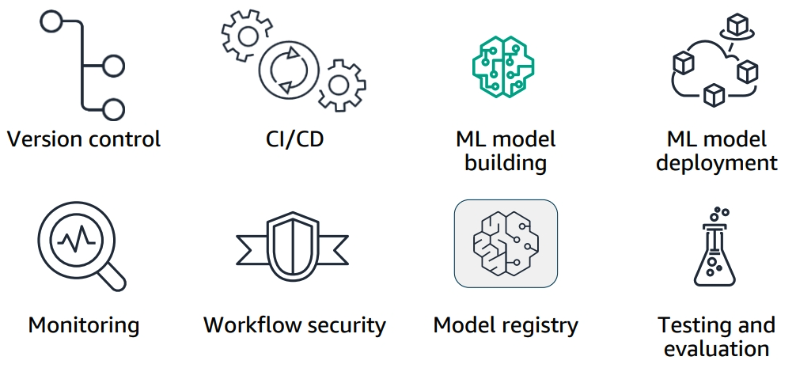 Version control
CI/CD
ML model
building
ML model
deployment
Monitoring
Workflow security
Model registry
Testing and
evaluation